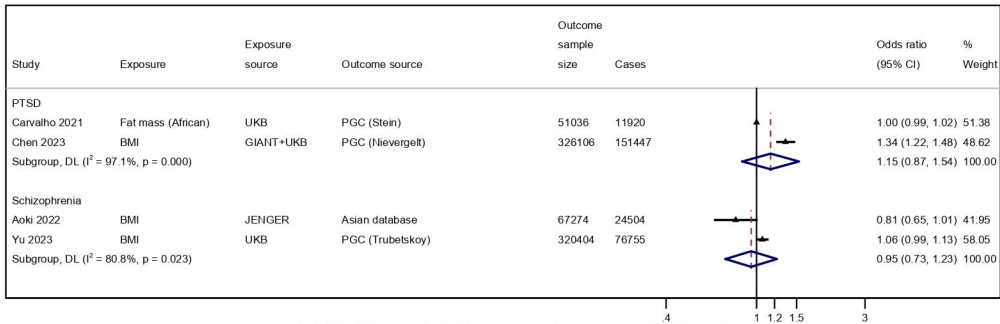 Outcome
Exposure sample Odds ratio %
Study Exposure source Outcome source size Cases (95% CI) Weight
PTSD
Carvalho 2021 Fat mass (African) UKB PGC (Stein) 51036 11920 1.00 (0.99, 1.02) 51.38
Chen 2023 BMI GIANT+UKB PGC (Nievergelt) 326106 151447 1.34 (1.22, 1.48) 48.62
Subgroup, DL (I² = 97.1%, p = 0.000) 1.15 (0.87, 1.54) 100.00
Schizophrenia
Aoki 2022 BMI JENGER Asian database 67274 24504 0.81 (0.65, 1.01) 41.95
Yu 2023 BMI UKB PGC (Trubetskoy) 320404 76755 1.06 (0.99, 1.13) 58.05
Subgroup, DL (I² = 80.8%, p = 0.023) 0.95 (0.73, 1.23) 100.00
.4 1 1.2 1.5 3